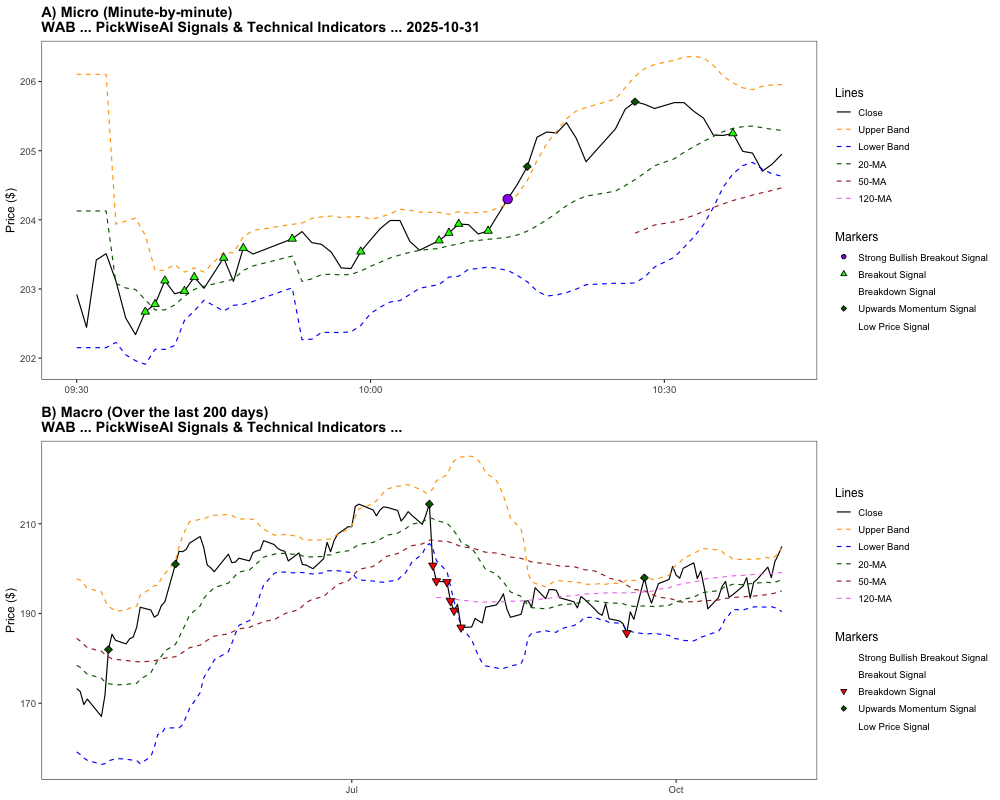 A) Micro (Minute-by-minute)
WAB ... PickWiseAI Signals & Technical Indicators ... 2025-10-31
Price ($)
206
205
204
203
202
09:30
10:00
10:30
Lines
Close
Upper Band
Lower Band
20-MA
50-MA
120-MA
Markers
Strong Bullish Breakout Signal
Breakout Signal
Breakdown Signal
Upwards Momentum Signal
Low Price Signal
B) Macro (Over the last 200 days)
WAB ... PickWiseAI Signals & Technical Indicators ...
Price ($)
210
190
170
Jul
Oct
Lines
Close
Upper Band
Lower Band
20-MA
50-MA
120-MA
Markers
Strong Bullish Breakout Signal
Breakout Signal
Breakdown Signal
Upwards Momentum Signal
Low Price Signal